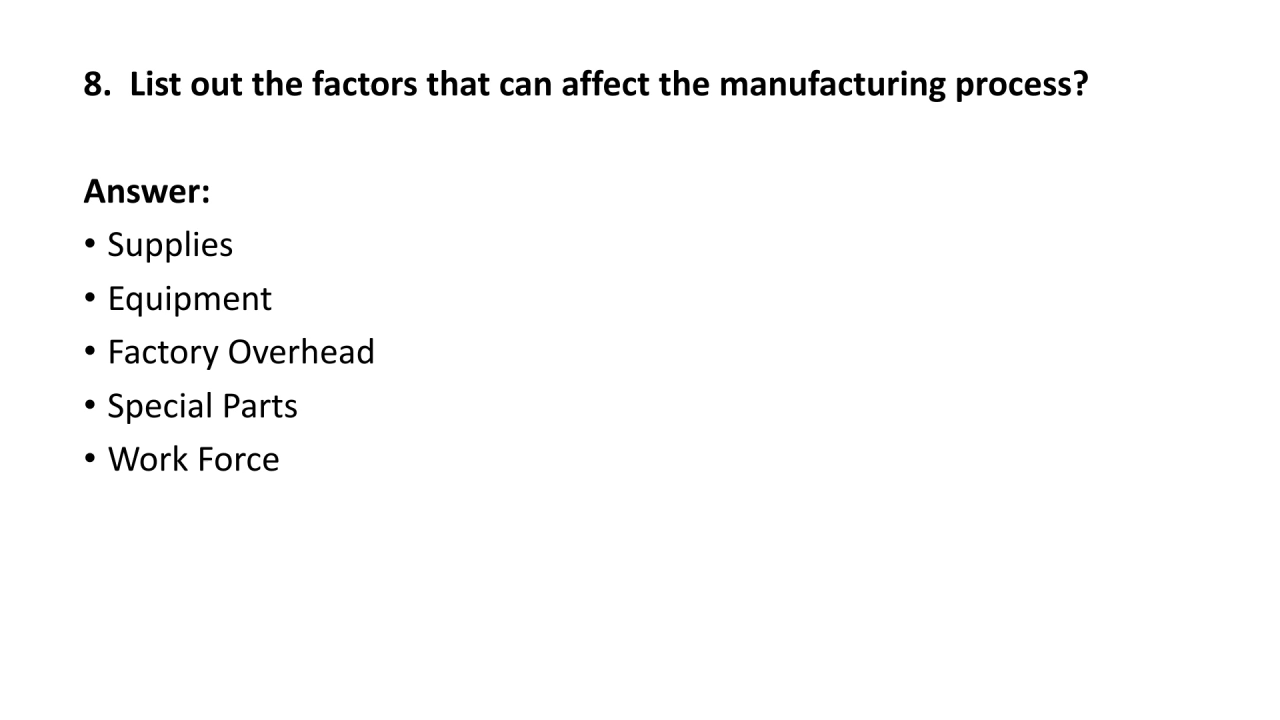 8. List out the factors that can affect the manufacturing process?
Answer:
• Supplies
• Equipment
• Factory Overhead
• Special Parts
• Work Force